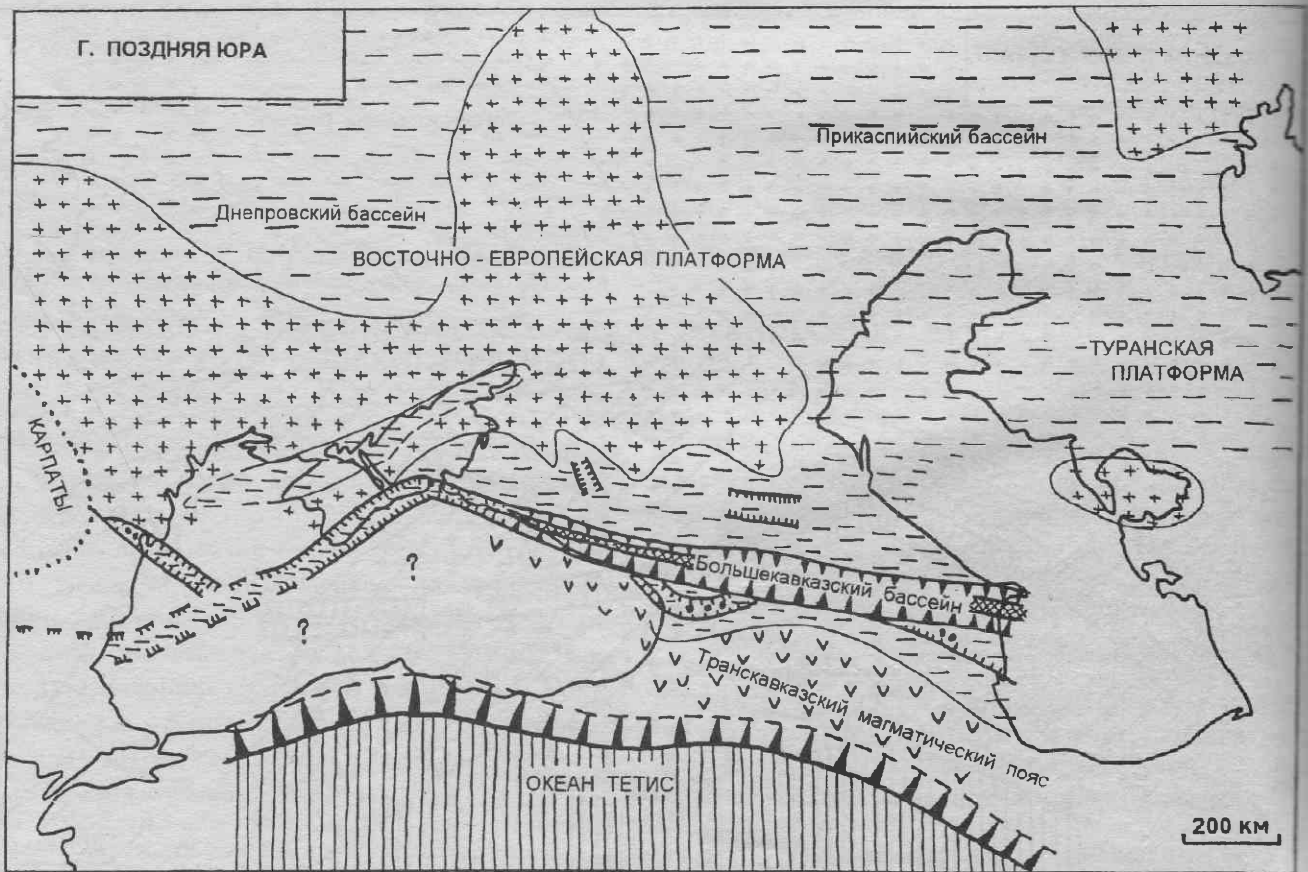 Г. ПОЗДНЯЯ ЮРА
Прикаспийский бассейн
Днепровский бассейн
ВОСТОЧНО - ЕВРОПЕЙСКАЯ ПЛАТФОРМА
ТУРАНСКАЯ
ПЛАТФОРМА
КАРПАТЫ
?
?
Большекавказский бассейн
Транскавказский магматический пояс
ОКЕАН ТЕТИС
200 км